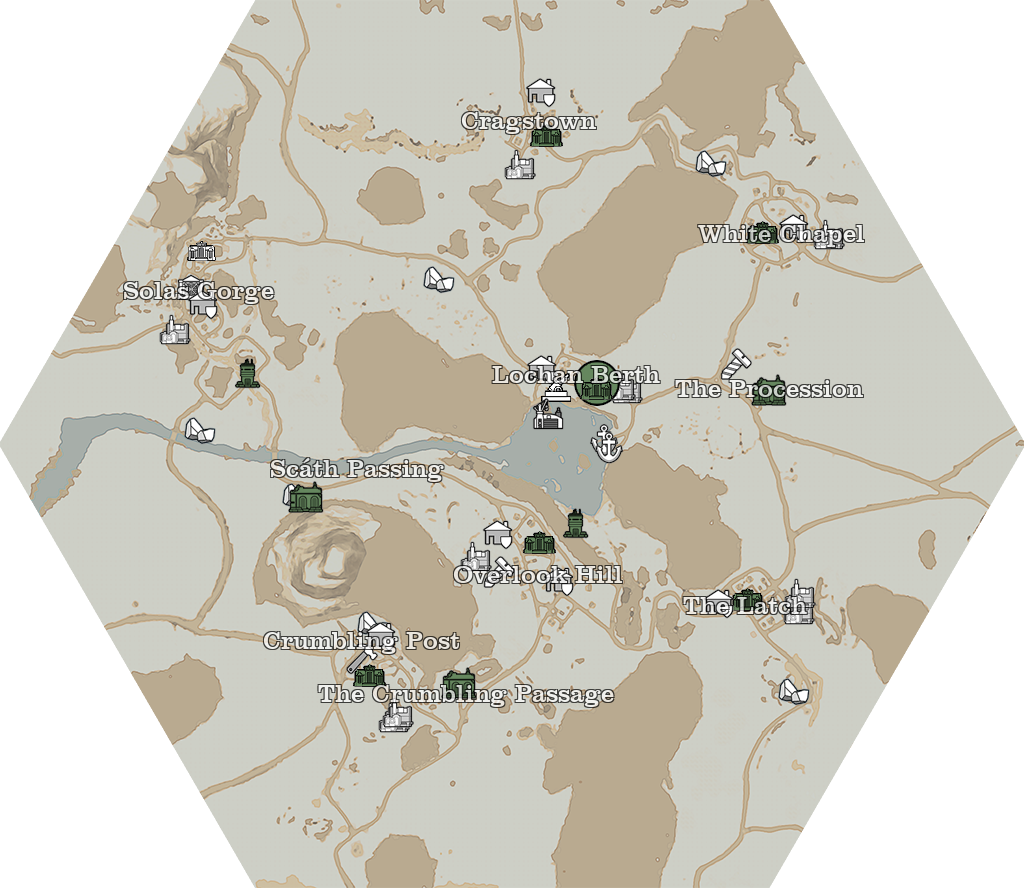 Cragstown
White Chapel
Solas Gorge
Lochan Berth
The Procession
Scáth Passing
Overlook Hill
The Latch
Crumbling Post
The Crumbling Passage